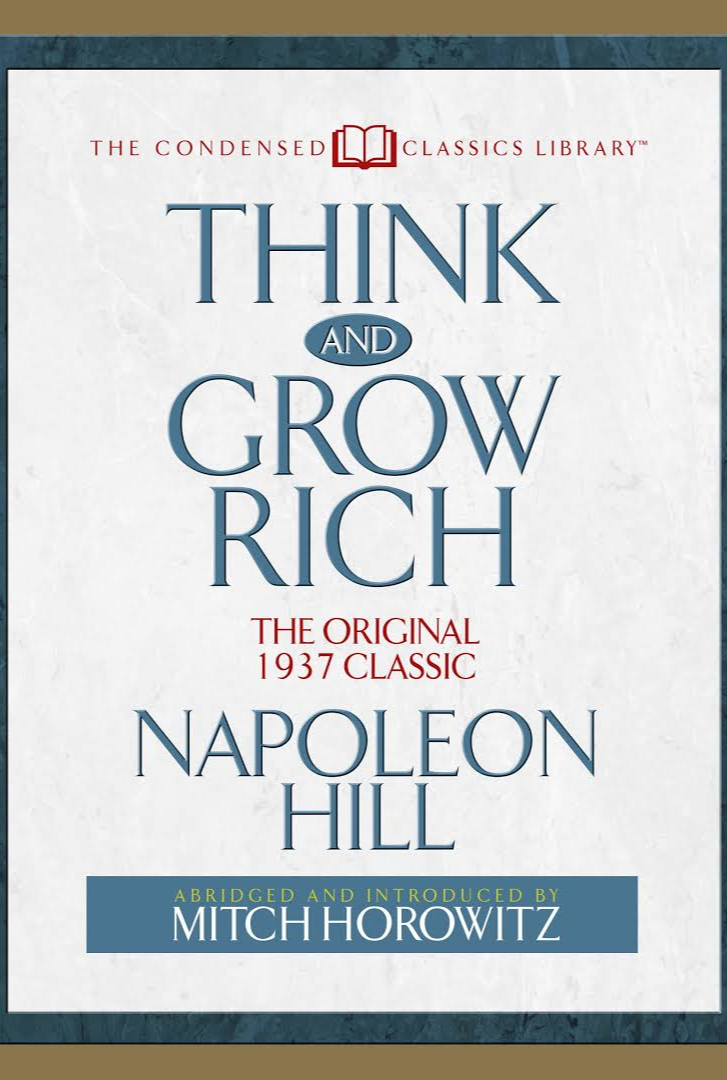 THE CONDENSED CLASSICS LIBRARY™
THINK
AND
GROW
RICH
THE ORIGINAL
1937 CLASSIC
NAPOLEON
HILL
ABRIDGED AND INTRODUCED BY
MITCH HOROWITZ